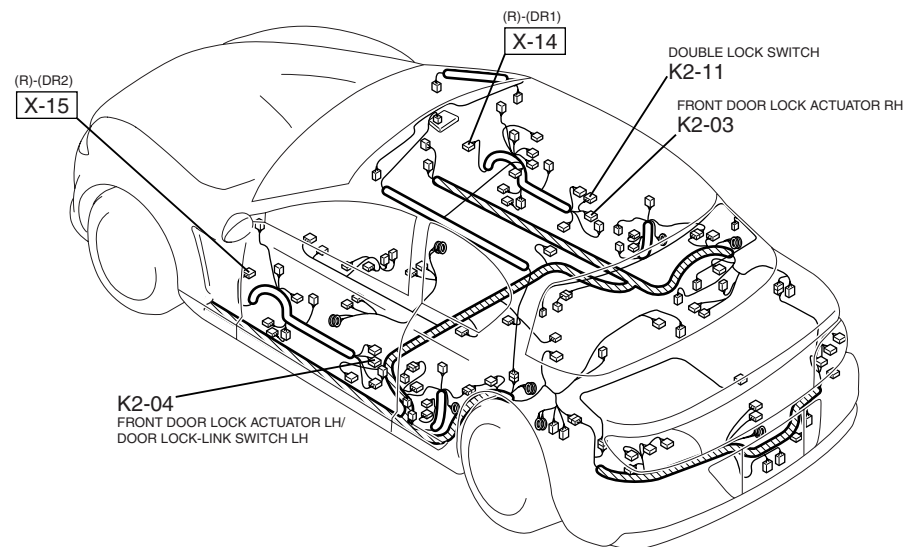 (R)-(DR1)
X-14
DOUBLE LOCK SWITCH
K2-11
(R)-(DR2)
X-15
FRONT DOOR LOCK ACTUATOR RH
K2-03
K2-04
FRONT DOOR LOCK ACTUATOR LH/
DOOR LOCK-LINK SWITCH LH